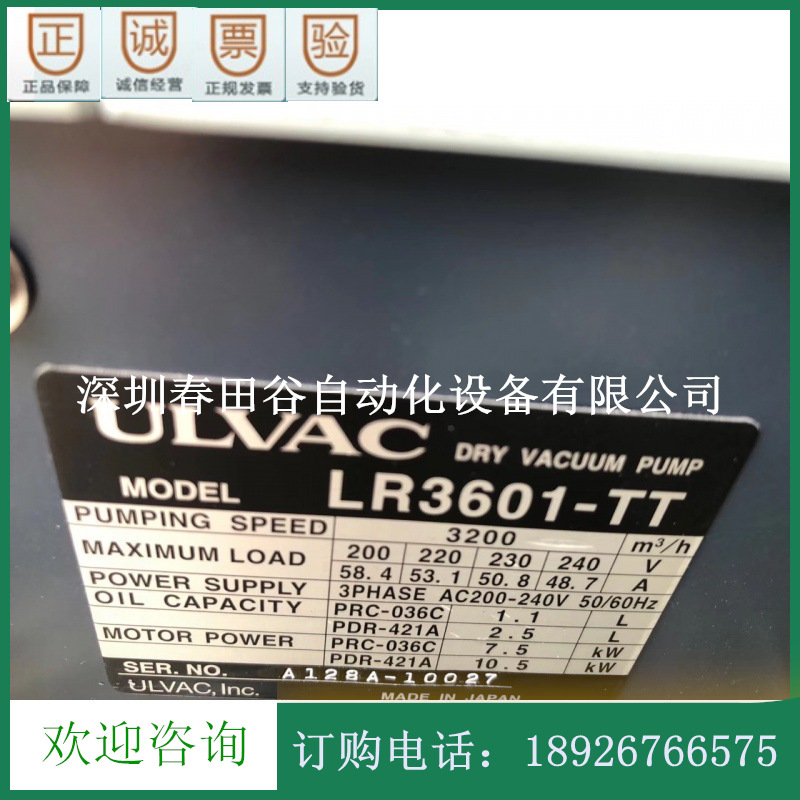 正 诚 票 验
正品保障 诚信经营 正规发票 支持验货
深圳春田谷自动化设备有限公司
ULVAC DRY VACUUM PUMP
MODEL LR3601-TT
PUMPING SPEED 3200 m³/h
MAXIMUM LOAD 200 220 230 240 V
58.4 53.1 50.8 48.7 A
POWER SUPPLY 3PHASE AC200-240V 50/60Hz
OIL CAPACITY PRC-036C 1.1 L
PDR-421A 2.5 L
MOTOR POWER PRC-036C 7.5 kW
PDR-421A 10.5 kW
SER. NO. A128A-10027
ULVAC, Inc. MADE IN JAPAN
欢迎咨询 订购电话：18926766575